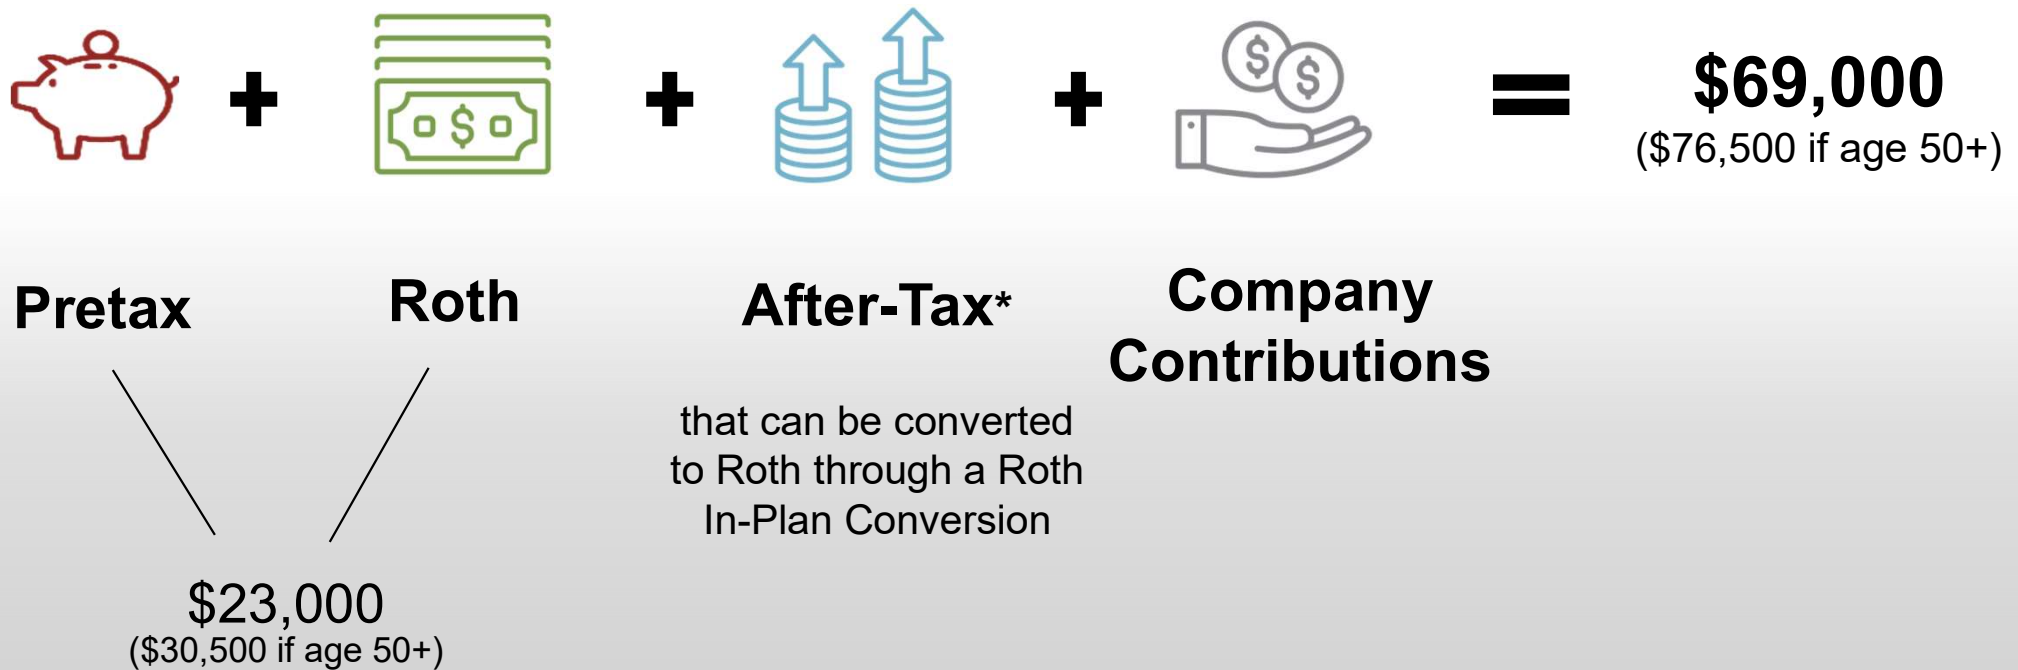 + + + = $69,000
($76,500 if age 50+)
Pretax
Roth
After-Tax*
that can be converted
to Roth through a Roth
In-Plan Conversion
Company
Contributions
$23,000
($30,500 if age 50+)